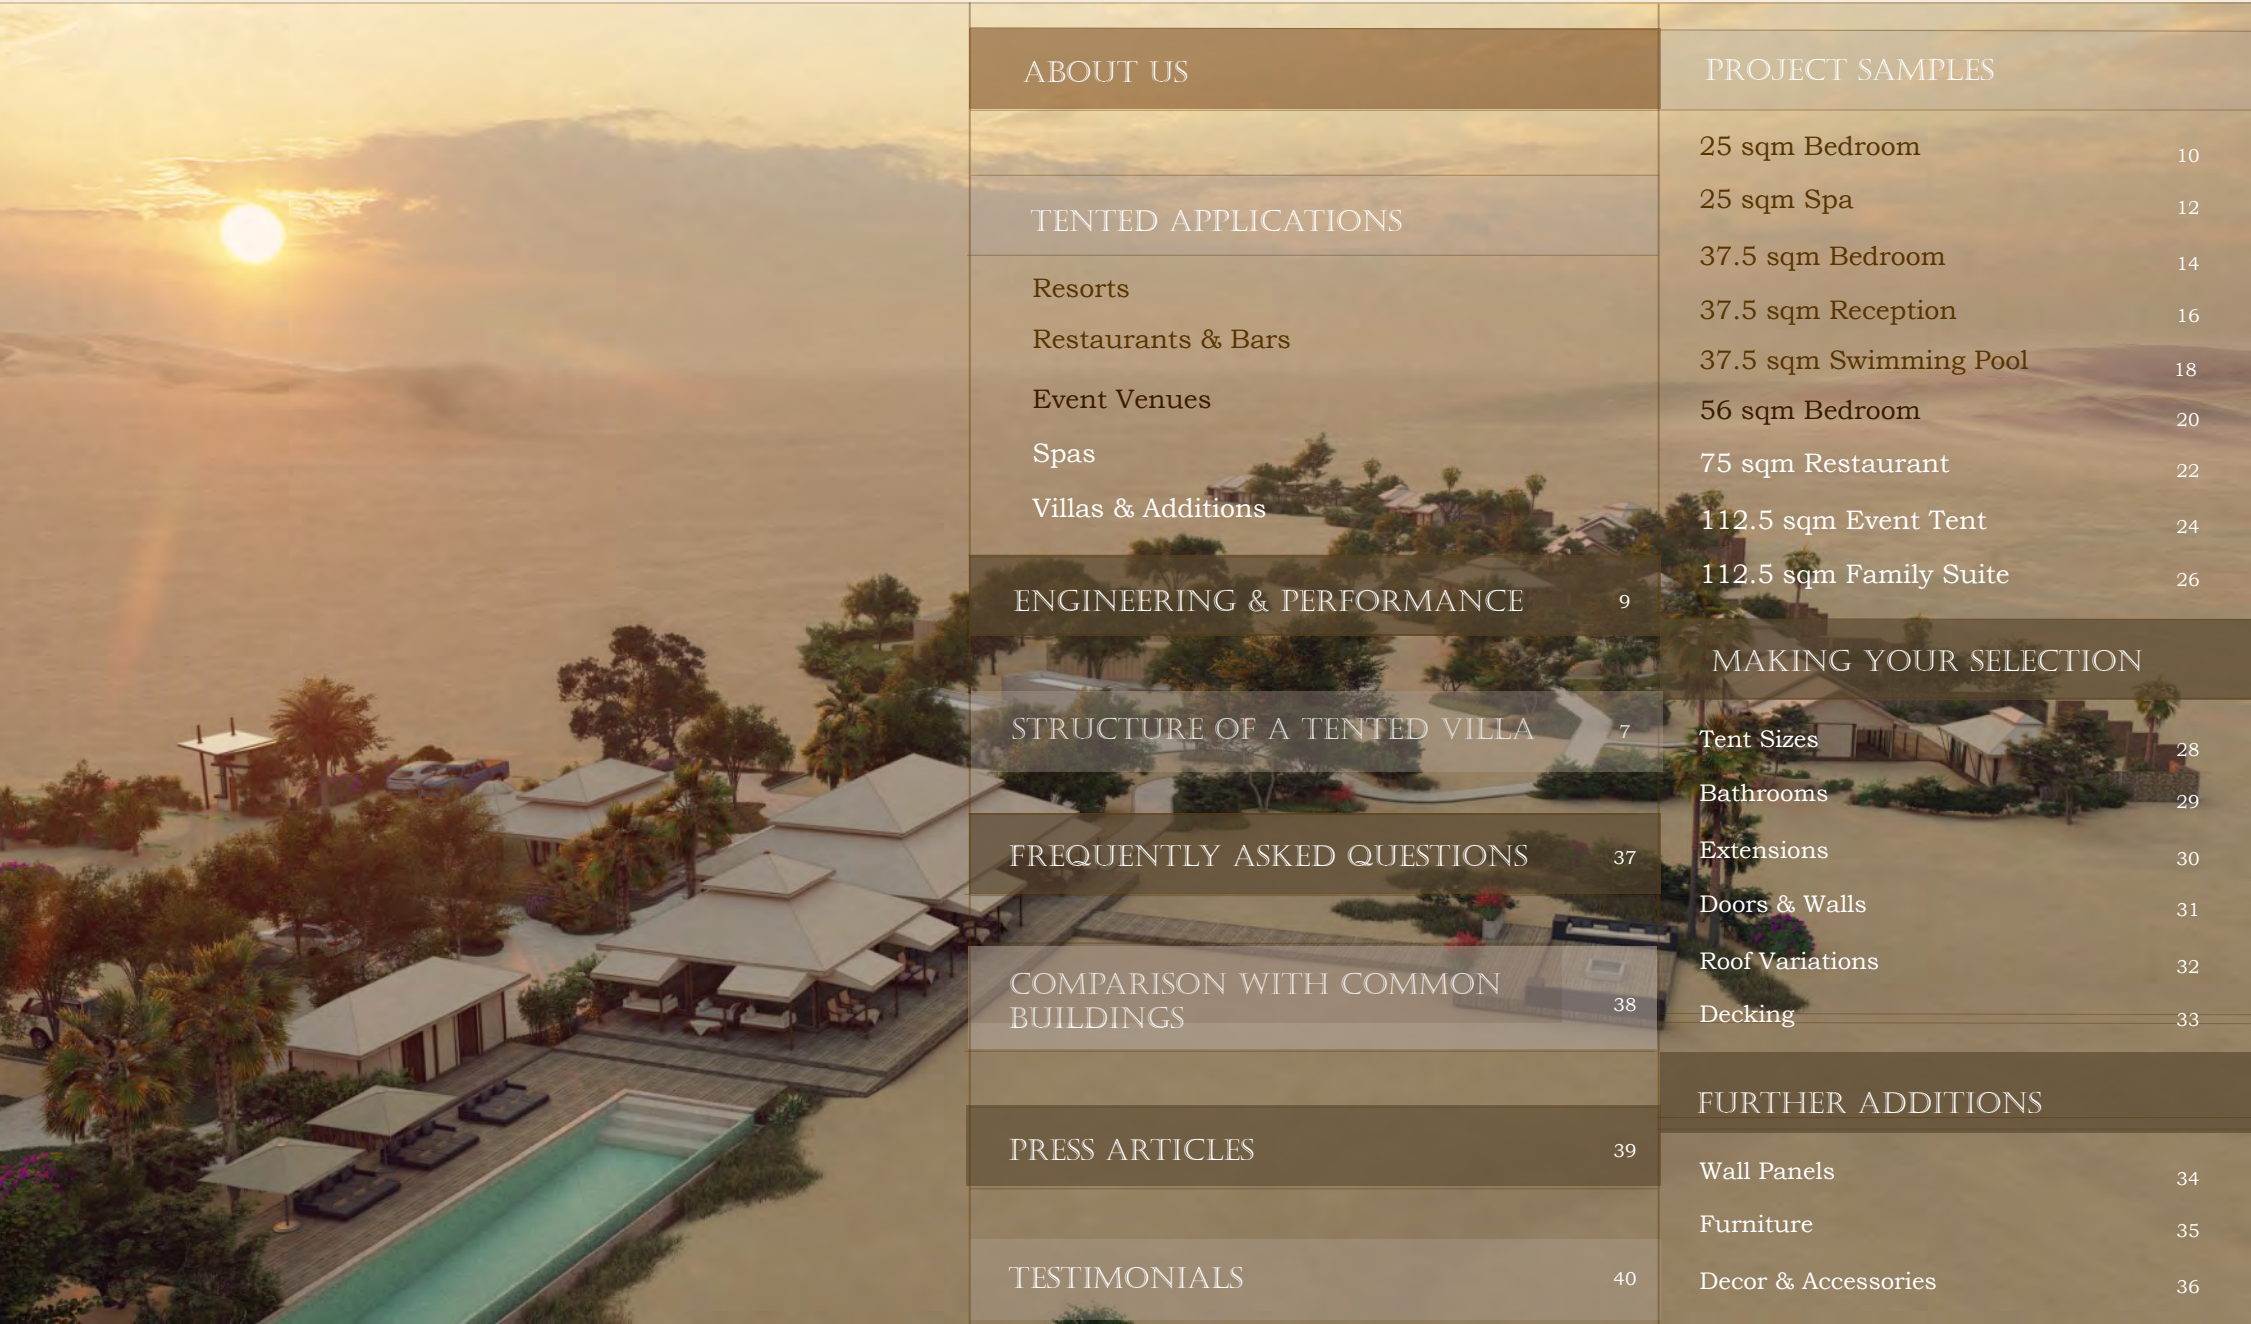 ABOUT US
TENTED APPLICATIONS
Resorts
Restaurants & Bars
Event Venues
Spas
Villas & Additions
ENGINEERING & PERFORMANCE 9
STRUCTURE OF A TENTED VILLA 7
FREQUENTLY ASKED QUESTIONS 37
COMPARISON WITH COMMON
BUILDINGS 38
PRESS ARTICLES 39
TESTIMONIALS 40
PROJECT SAMPLES
25 sqm Bedroom 10
25 sqm Spa 12
37.5 sqm Bedroom 14
37.5 sqm Reception 16
37.5 sqm Swimming Pool 18
56 sqm Bedroom 20
75 sqm Restaurant 22
112.5 sqm Event Tent 24
112.5 sqm Family Suite 26
MAKING YOUR SELECTION
Tent Sizes 28
Bathrooms 29
Extensions 30
Doors & Walls 31
Roof Variations 32
Decking 33
FURTHER ADDITIONS
Wall Panels 34
Furniture 35
Decor & Accessories 36